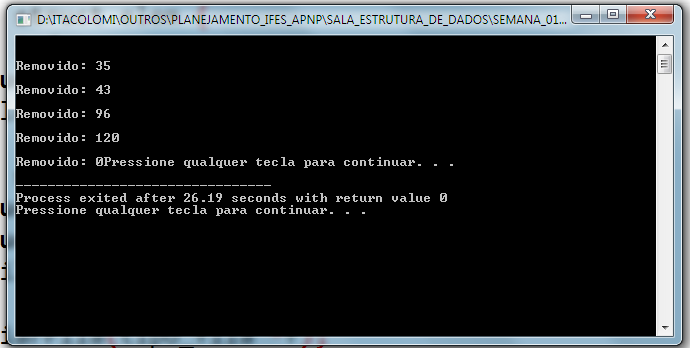 D:\ITACOLOMI\OUTROS\PLANEJAMENTO_IFES_APNP\SALA_ESTRUTURA_DE_DADOS\SEMANA_01...
Removido: 35
Removido: 43
Removido: 96
Removido: 120
Removido: 0Pressione qualquer tecla para continuar. . .
--------------------------------
Process exited after 26.19 seconds with return value 0
Pressione qualquer tecla para continuar. . .